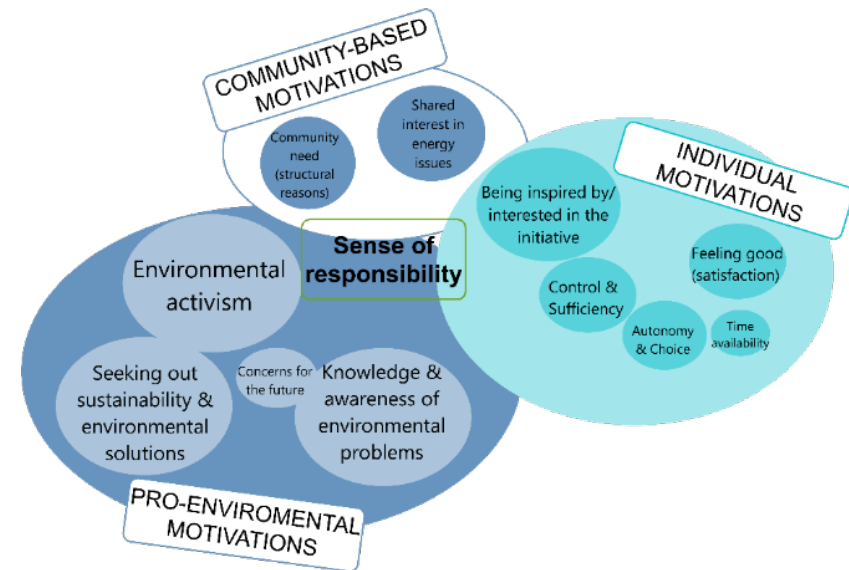 COMMUNITY-BASED
MOTIVATIONS
Community
need
(structural
reasons)
Shared
interest in
energy
issues
INDIVIDUAL
MOTIVATIONS
Being inspired by/
interested in the
initiative
Feeling good
(satisfaction)
Control &
Sufficiency
Autonomy
& Choice
Time
availability
Sense of
responsibility
Environmental
activism
Seeking out
sustainability &
environmental
solutions
Concerns for
the future
Knowledge &
awareness of
environmental
problems
PRO-ENVIROMENTAL
MOTIVATIONS